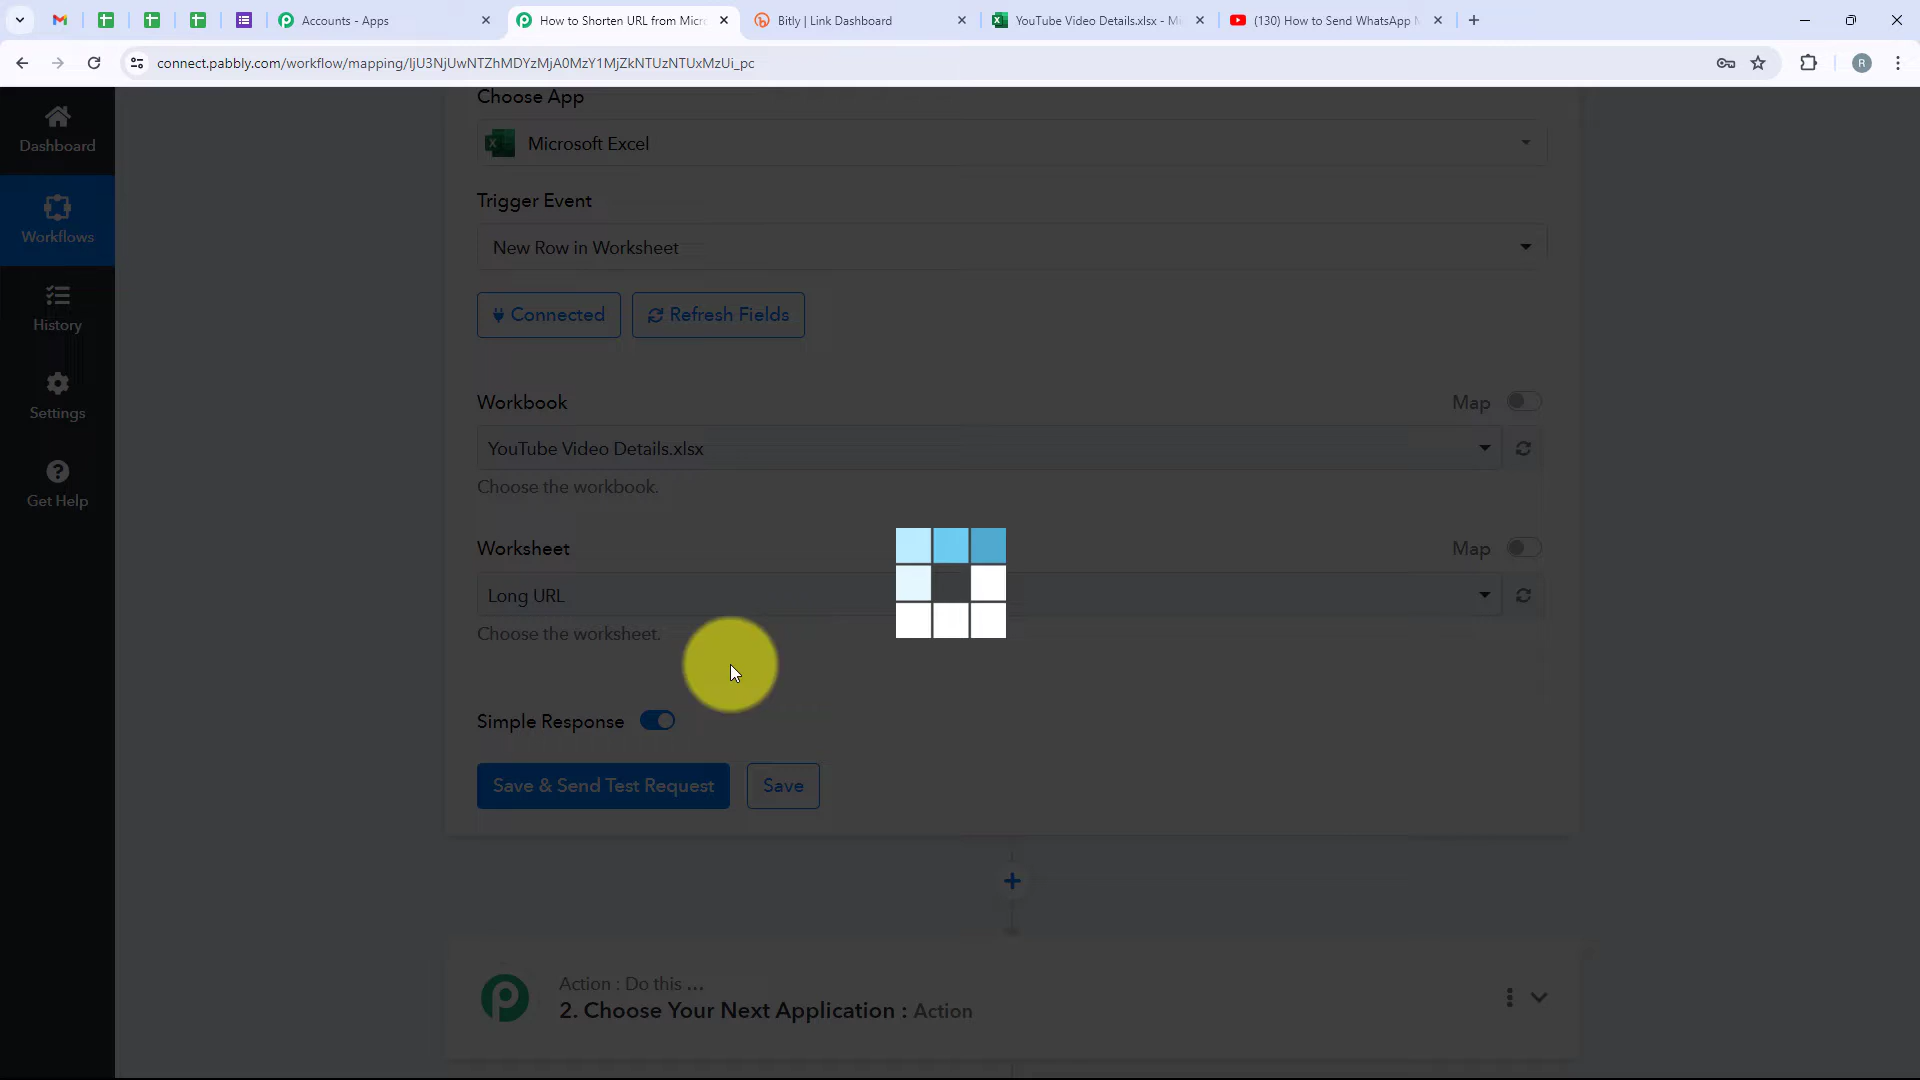 Accounts - Apps
How to Shorten URL from Micro
Bitly | Link Dashboard
YouTube Video Details.xlsx - Mi
(130) How to Send WhatsApp M
connect.pabbly.com/workflow/mapping/IjU3NjUwNTZhMDYzMjA0MzY1MjZkNTUzNTUxMzUi_pc
R
Dashboard
Workflows
History
Settings
Get Help
Choose App
Microsoft Excel
Trigger Event
New Row in Worksheet
Connected
Refresh Fields
Workbook
Map
YouTube Video Details.xlsx
Choose the workbook.
Worksheet
Map
Long URL
Choose the worksheet.
Simple Response
Save & Send Test Request
Save
Action : Do this ...
2. Choose Your Next Application : Action